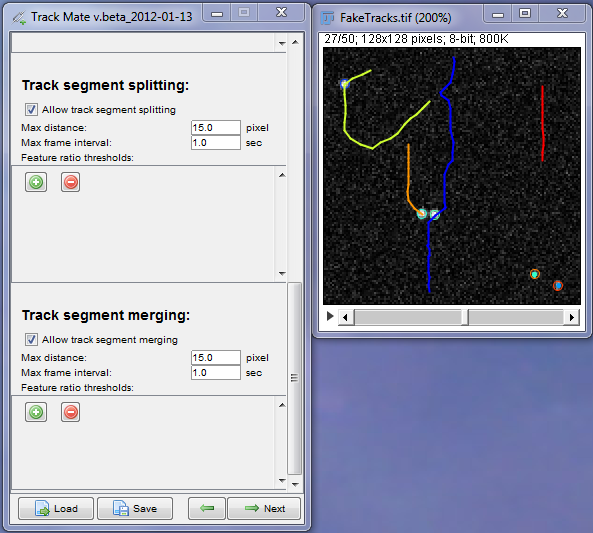 Track Mate v.beta_2012-01-13
Track segment splitting:
Allow track segment splitting
Max distance: 15.0 pixel
Max frame interval: 1.0 sec
Feature ratio thresholds:
Track segment merging:
Allow track segment merging
Max distance: 15.0 pixel
Max frame interval: 1.0 sec
Feature ratio thresholds:
Load Save Next
FakeTracks.tif (200%)
27/50; 128x128 pixels; 8-bit; 800K